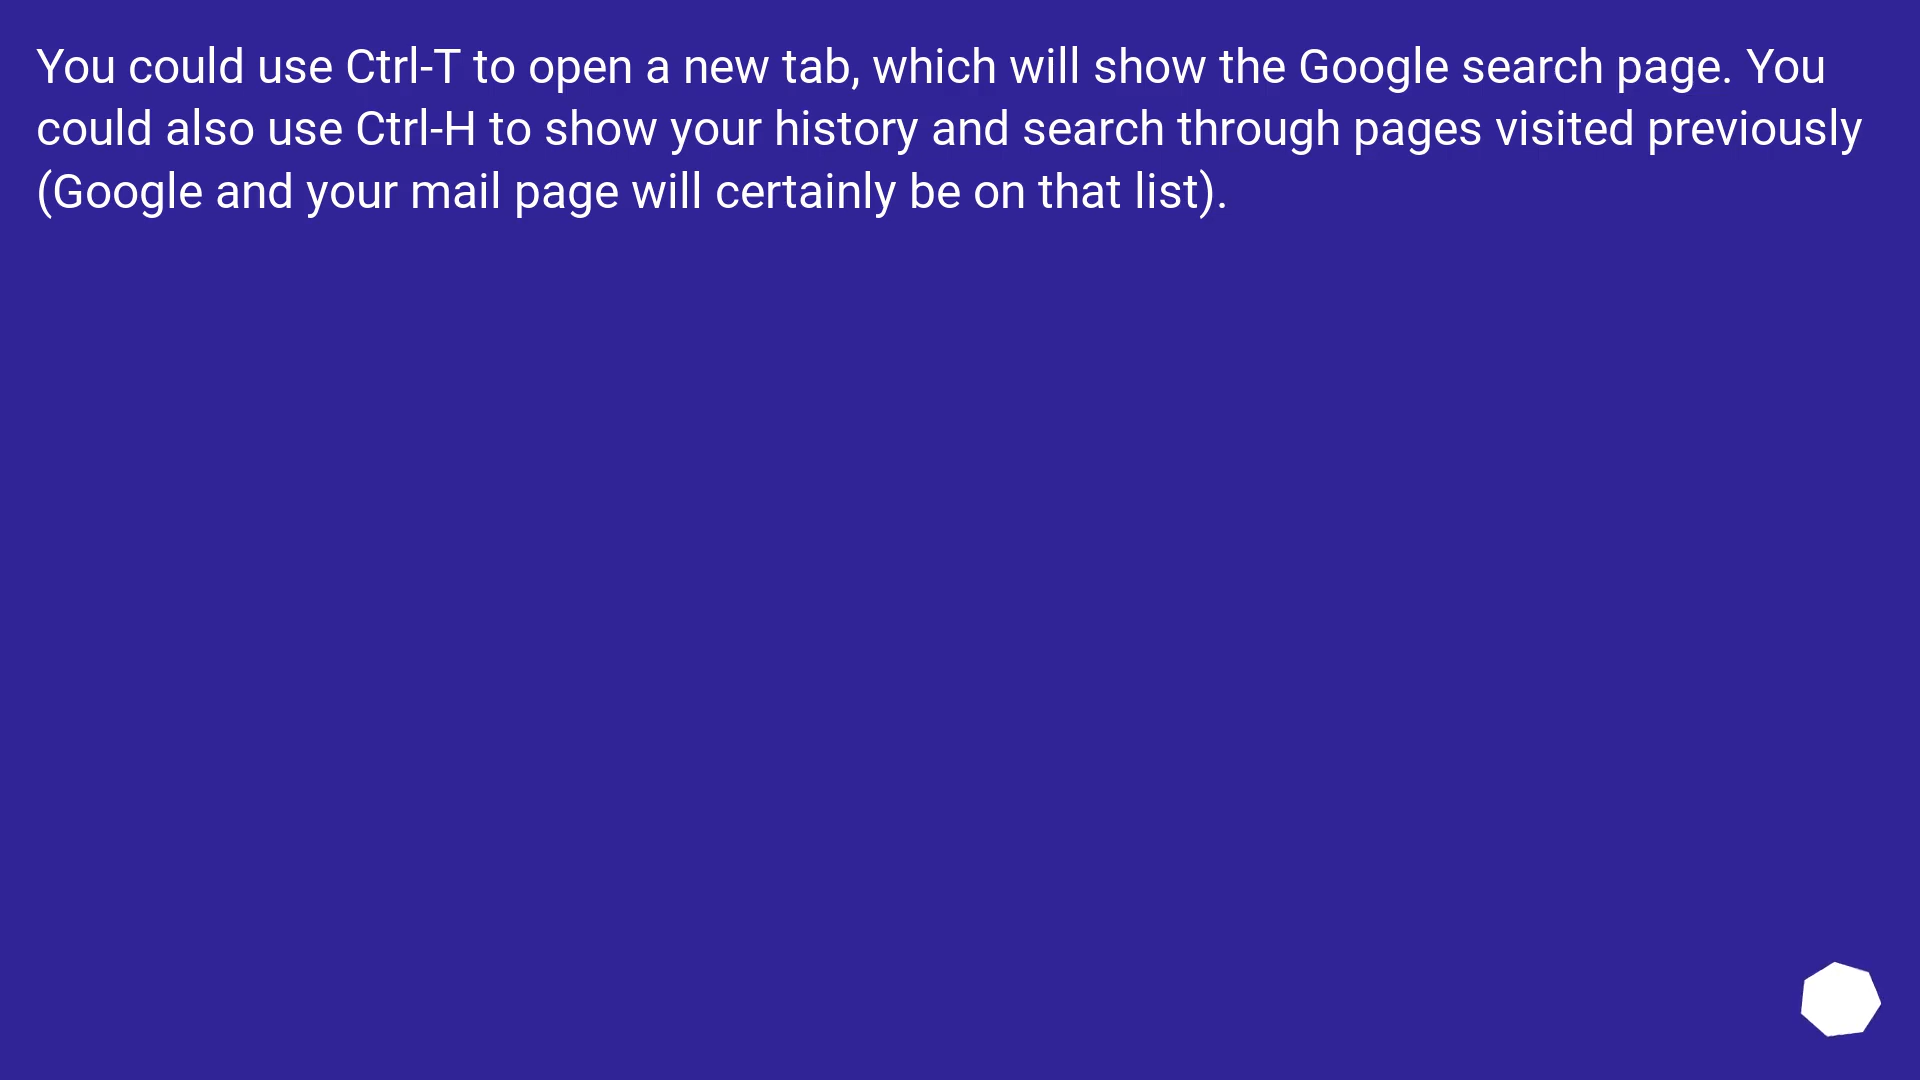 You could use Ctrl-T to open a new tab, which will show the Google search page. You
could also use Ctrl-H to show your history and search through pages visited previously
(Google and your mail page will certainly be on that list).